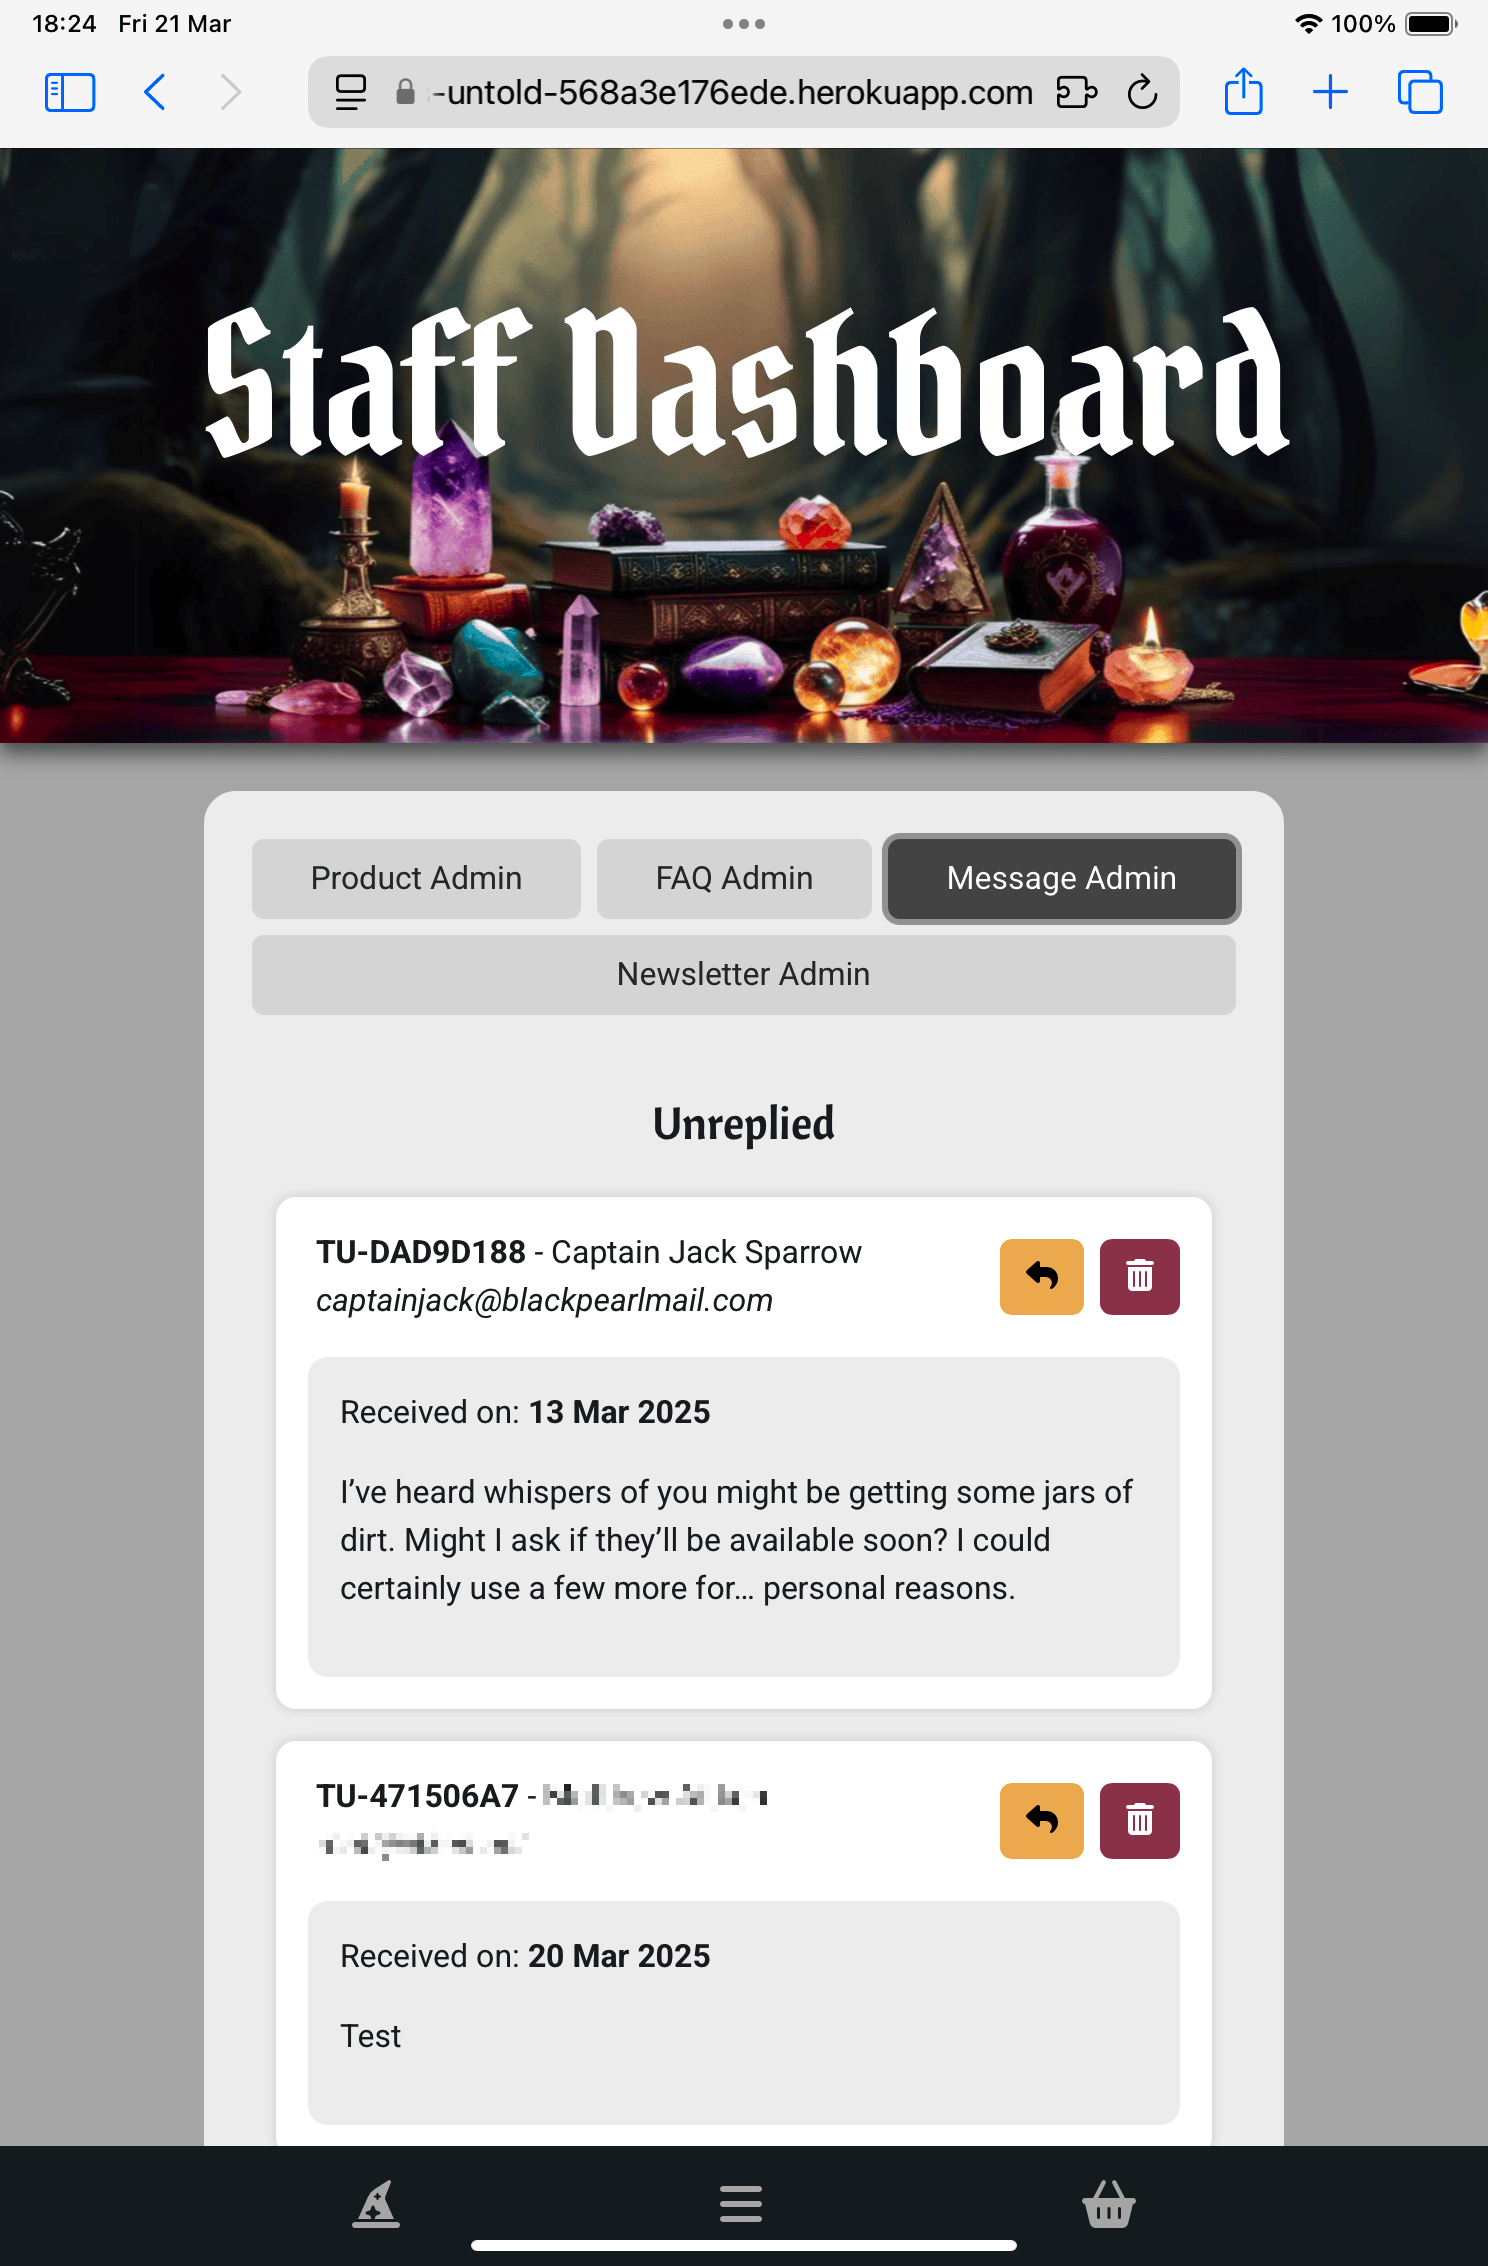 18:24 Fri 21 Mar
100%
-untold-568a3e176ede.herokuapp.com
Staff Dashboard
Product Admin
FAQ Admin
Message Admin
Newsletter Admin
Unreplied
TU-DAD9D188 - Captain Jack Sparrow
captainjack@blackpearlmail.com
Received on: 13 Mar 2025
I’ve heard whispers of you might be getting some jars of
dirt. Might I ask if they’ll be available soon? I could
certainly use a few more for... personal reasons.
TU-471506A7 -
Received on: 20 Mar 2025
Test